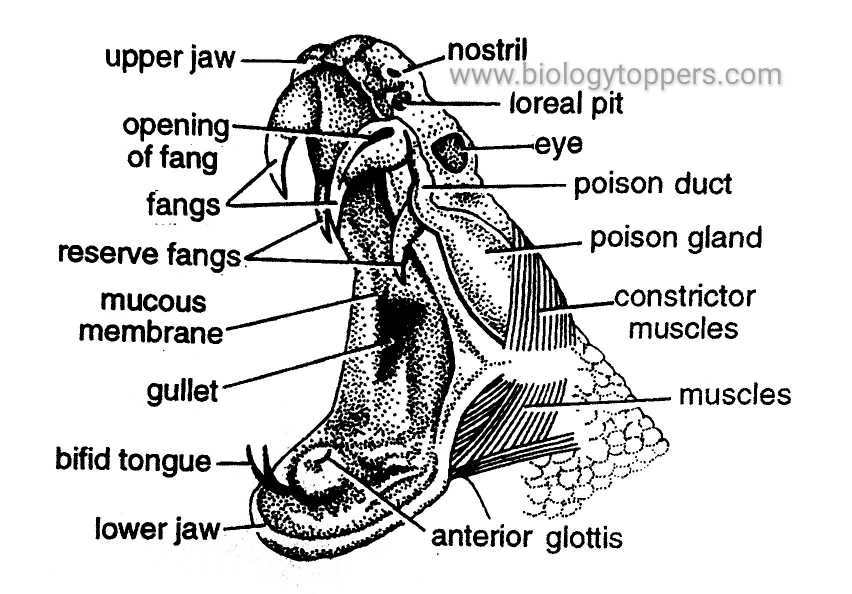 upper jaw
nostril
www.biologytoppers.com
loreal pit
opening
of fang
eye
fangs
poison duct
reserve fangs
poison gland
mucous
membrane
constrictor
muscles
gullet
muscles
bifid tongue
lower jaw
anterior glottis